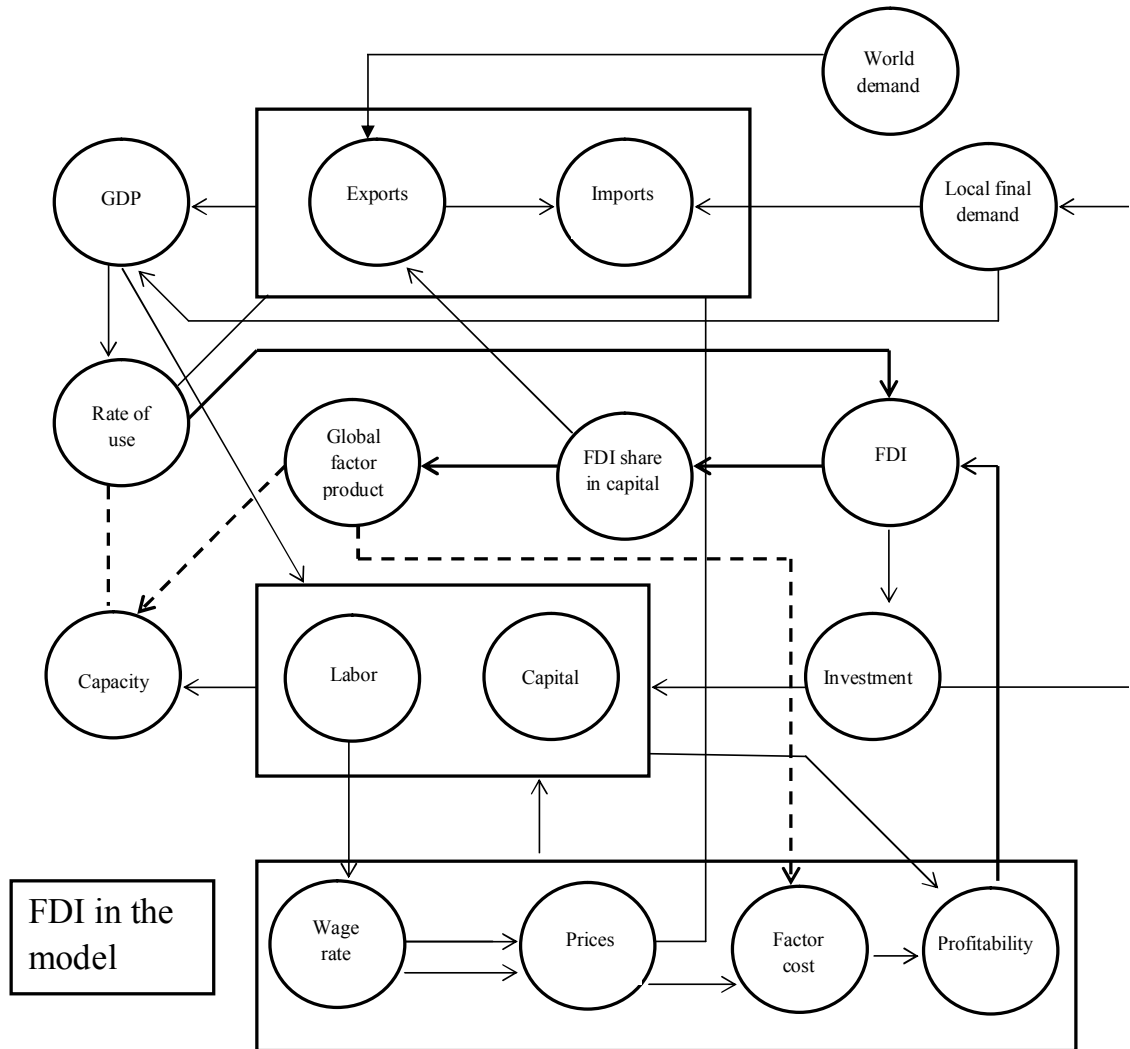 World
demand
GDP
Exports
Imports
Local final
demand
Rate of
use
Global
factor
product
FDI share
in capital
FDI
Capacity
Labor
Capital
Investment
FDI in the
model
Wage
rate
Prices
Factor
cost
Profitability